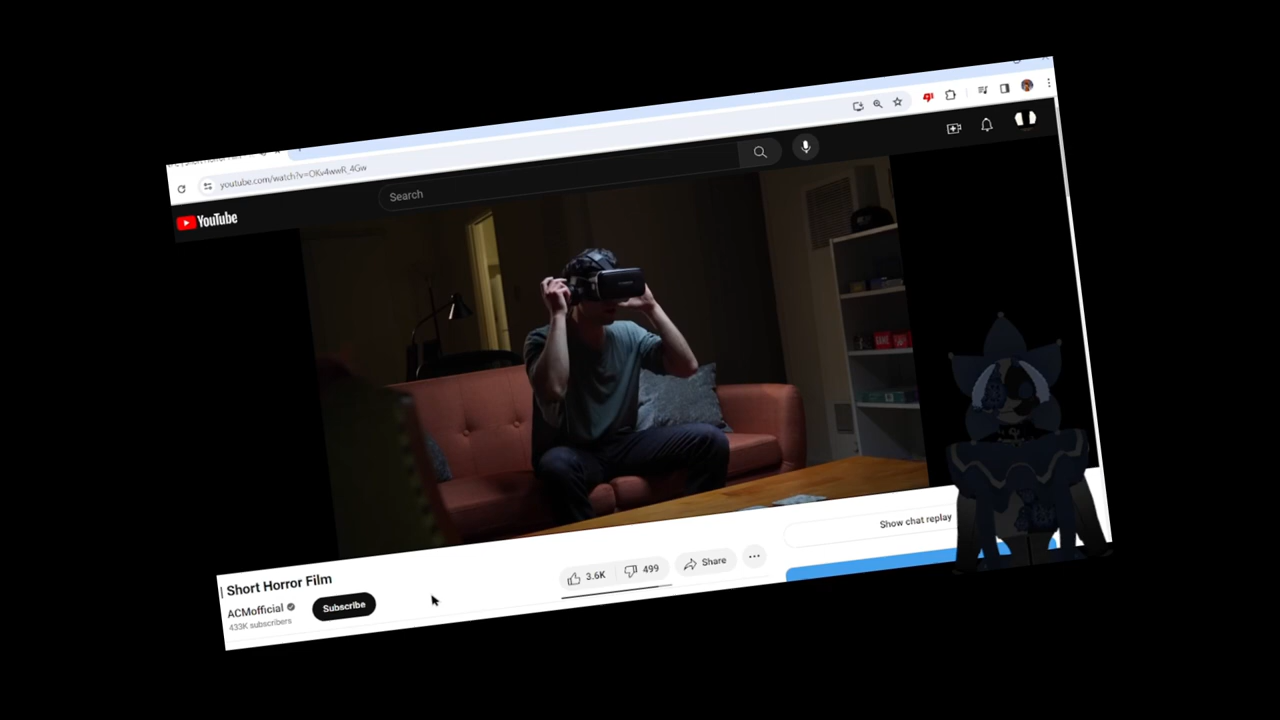 youtube.com/watch?v=OKv4wwR_4Gw
YouTube
Search
Show chat replay
| Short Horror Film
3.6K
499
Share
ACMofficial
433K subscribers
Subscribe